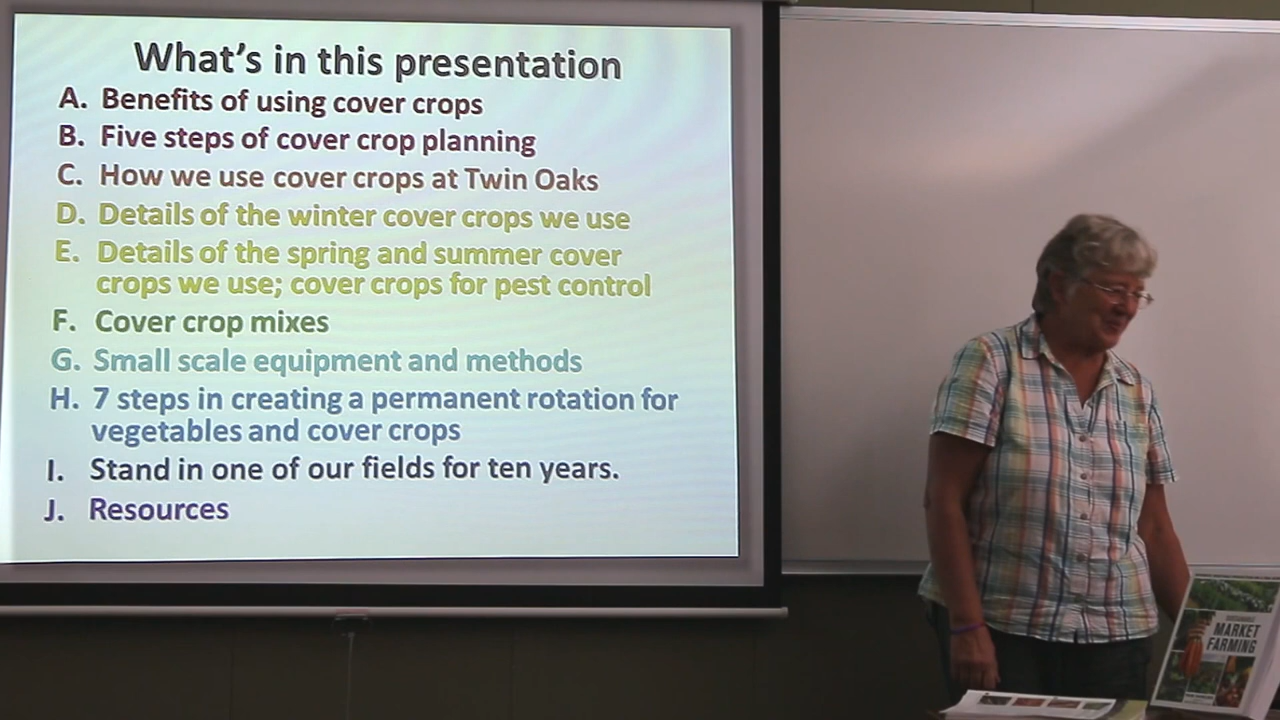 What's in this presentation
A. Benefits of using cover crops
B. Five steps of cover crop planning
C. How we use cover crops at Twin Oaks
D. Details of the winter cover crops we use
E. Details of the spring and summer cover
crops we use; cover crops for pest control
F. Cover crop mixes
G. Small scale equipment and methods
H. 7 steps in creating a permanent rotation for
vegetables and cover crops
I. Stand in one of our fields for ten years.
J. Resources
MARKET
FARMING